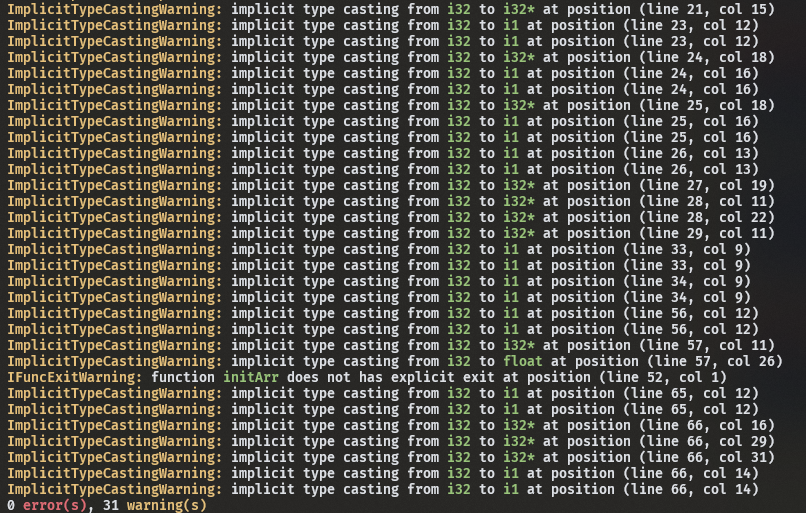 ImplicitTypeCastingWarning: implicit type casting from i32 to i32* at position (line 21, col 15)
ImplicitTypeCastingWarning: implicit type casting from i32 to i1 at position (line 23, col 12)
ImplicitTypeCastingWarning: implicit type casting from i32 to i1 at position (line 23, col 12)
ImplicitTypeCastingWarning: implicit type casting from i32 to i32* at position (line 24, col 18)
ImplicitTypeCastingWarning: implicit type casting from i32 to i1 at position (line 24, col 16)
ImplicitTypeCastingWarning: implicit type casting from i32 to i1 at position (line 24, col 16)
ImplicitTypeCastingWarning: implicit type casting from i32 to i32* at position (line 25, col 18)
ImplicitTypeCastingWarning: implicit type casting from i32 to i1 at position (line 25, col 16)
ImplicitTypeCastingWarning: implicit type casting from i32 to i1 at position (line 25, col 16)
ImplicitTypeCastingWarning: implicit type casting from i32 to i1 at position (line 26, col 13)
ImplicitTypeCastingWarning: implicit type casting from i32 to i1 at position (line 26, col 13)
ImplicitTypeCastingWarning: implicit type casting from i32 to i32* at position (line 27, col 19)
ImplicitTypeCastingWarning: implicit type casting from i32 to i32* at position (line 28, col 11)
ImplicitTypeCastingWarning: implicit type casting from i32 to i32* at position (line 28, col 22)
ImplicitTypeCastingWarning: implicit type casting from i32 to i32* at position (line 29, col 11)
ImplicitTypeCastingWarning: implicit type casting from i32 to i1 at position (line 33, col 9)
ImplicitTypeCastingWarning: implicit type casting from i32 to i1 at position (line 33, col 9)
ImplicitTypeCastingWarning: implicit type casting from i32 to i1 at position (line 34, col 9)
ImplicitTypeCastingWarning: implicit type casting from i32 to i1 at position (line 34, col 9)
ImplicitTypeCastingWarning: implicit type casting from i32 to i1 at position (line 56, col 12)
ImplicitTypeCastingWarning: implicit type casting from i32 to i1 at position (line 56, col 12)
ImplicitTypeCastingWarning: implicit type casting from i32 to i32* at position (line 57, col 11)
ImplicitTypeCastingWarning: implicit type casting from i32 to float at position (line 57, col 26)
IFuncExitWarning: function initArr does not has explicit exit at position (line 52, col 1)
ImplicitTypeCastingWarning: implicit type casting from i32 to i1 at position (line 65, col 12)
ImplicitTypeCastingWarning: implicit type casting from i32 to i1 at position (line 65, col 12)
ImplicitTypeCastingWarning: implicit type casting from i32 to i32* at position (line 66, col 16)
ImplicitTypeCastingWarning: implicit type casting from i32 to i32* at position (line 66, col 29)
ImplicitTypeCastingWarning: implicit type casting from i32 to i32* at position (line 66, col 31)
ImplicitTypeCastingWarning: implicit type casting from i32 to i1 at position (line 66, col 14)
ImplicitTypeCastingWarning: implicit type casting from i32 to i1 at position (line 66, col 14)
0 error(s), 31 warning(s)